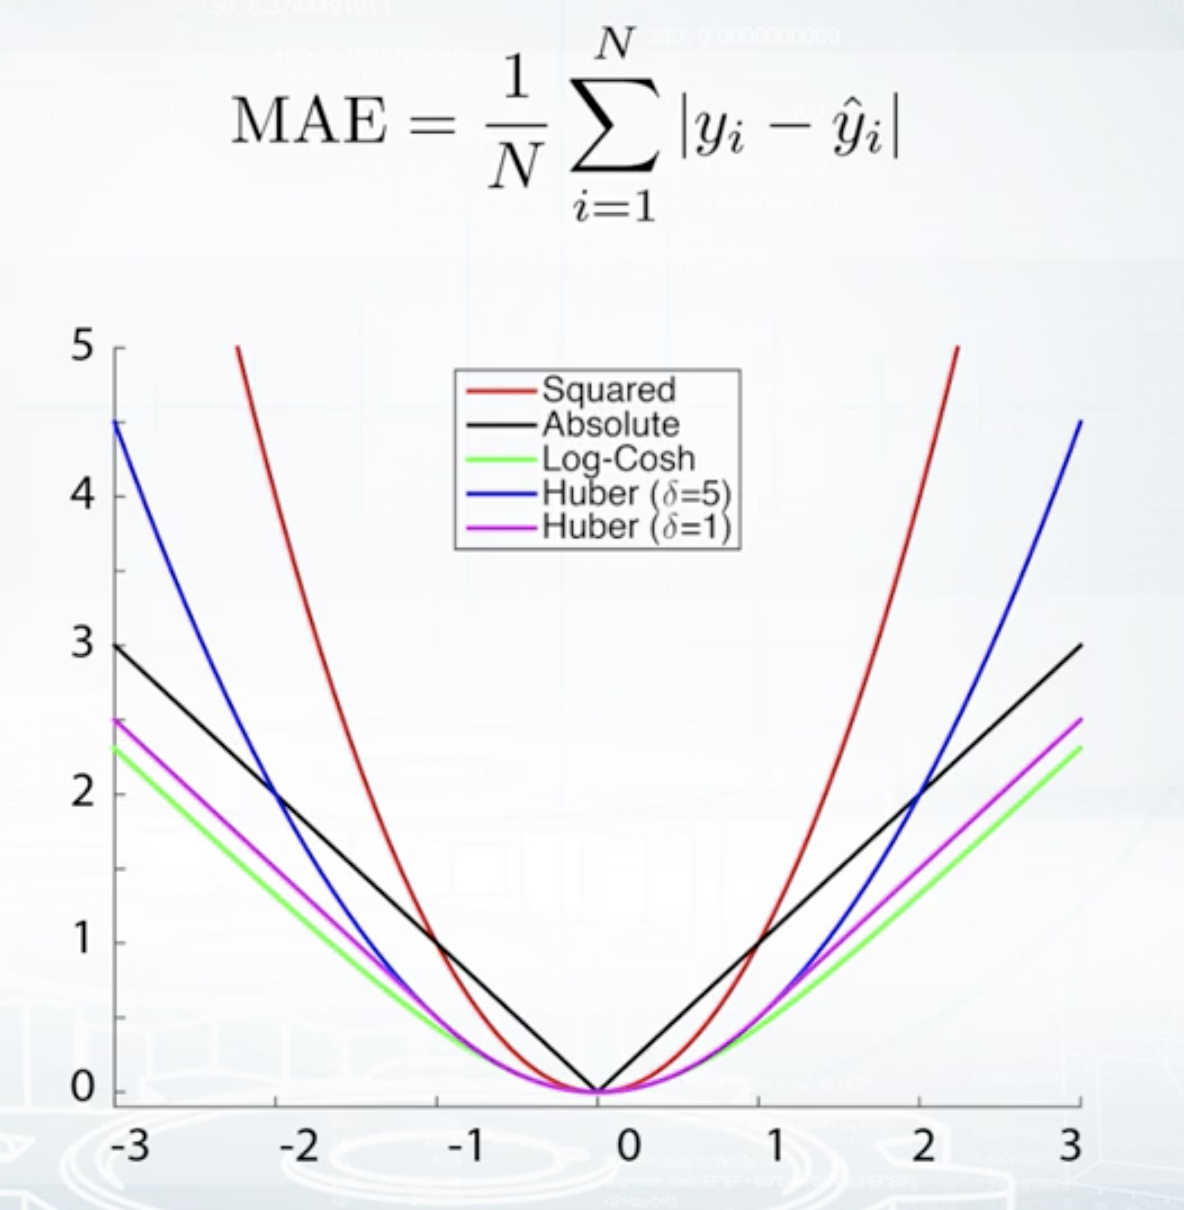 MAE = \frac{1}{N} \sum_{i=1}^{N} |y_i - \hat{y}_i|
5
4
3
2
1
0
Squared
Absolute
Log-Cosh
Huber (δ=5)
Huber (δ=1)
-3 -2 -1 0 1 2 3